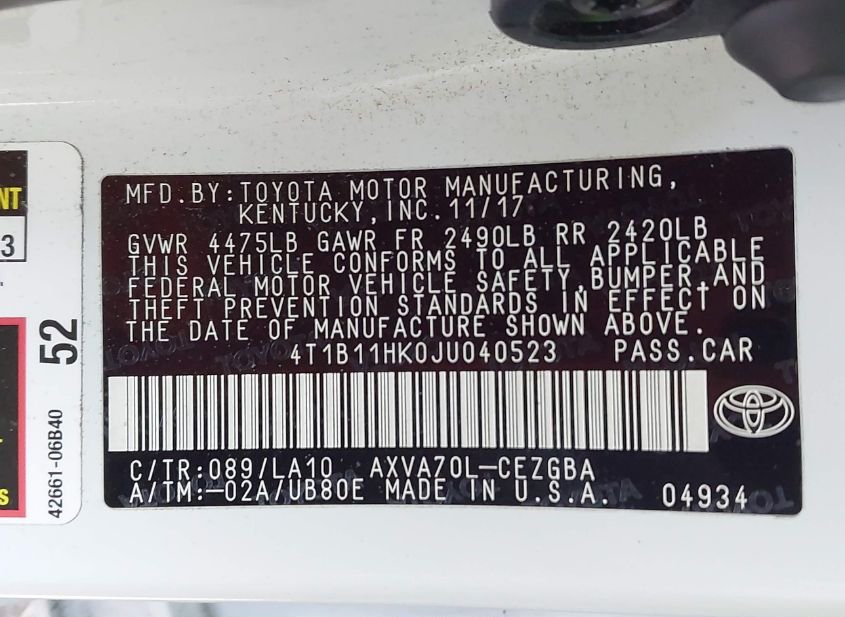 MFD.BY:TOYOTA MOTOR MANUFACTURING,
KENTUCKY,INC.11/17
GVWR 4475LB GAWR FR 2490LB RR 2420LB
THIS VEHICLE CONFORMS TO ALL APPLICABLE
FEDERAL MOTOR VEHICLE SAFETY,BUMPER,AND
THEFT PREVENTION STANDARDS IN EFFECT ON
THE DATE OF MANUFACTURE SHOWN ABOVE.
4T1B11HK0JU040523 PASS.CAR
C/TR:089/LA10 AXVA70L-CEZGBA
A/TM:-02A/UB80E MADE IN U.S.A. 04934
NT
3
52
42661-06B40
S